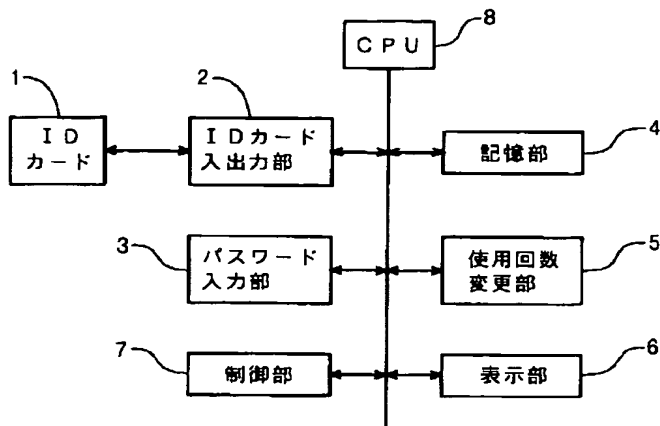 8
CPU
1
2
ID
カード
IDカード
入出力部
4
記憶部
3
パスワード
入力部
5
使用回数
変更部
7
制御部
6
表示部